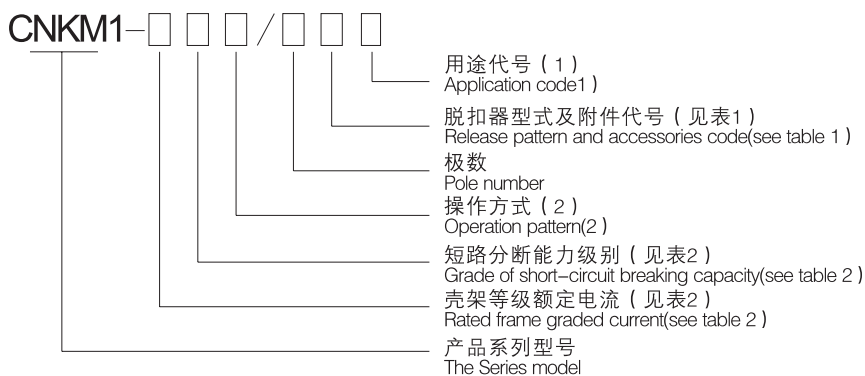 CNKM1-□□□/□□□
用途代号（1）
Application code1)
脱扣器型式及附件代号（见表1）
Release pattern and accessories code(see table 1)
极数
Pole number
操作方式（2）
Operation pattern(2)
短路分断能力级别（见表2）
Grade of short-circuit breaking capacity(see table 2)
壳架等级额定电流（见表2）
Rated frame graded current(see table 2)
产品系列型号
The Series model